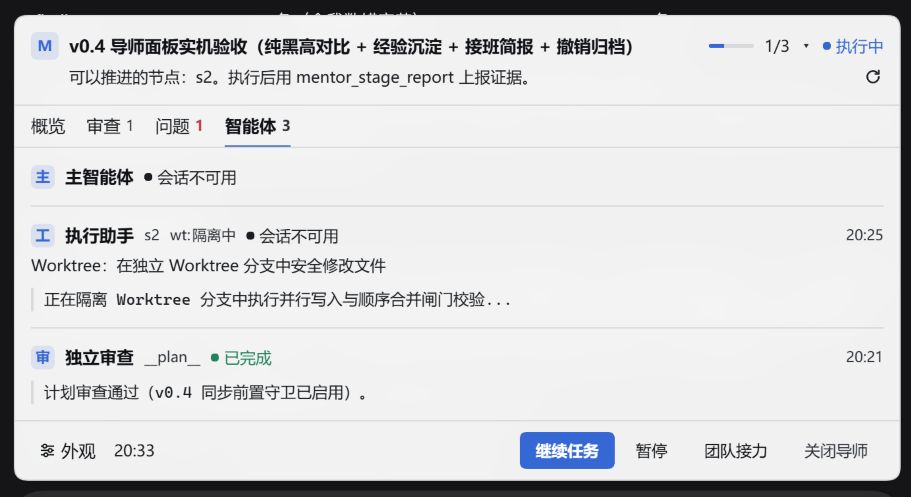 M v0.4 导师面板实机验收（纯黑高对比 + 经验沉淀 + 接班简报 + 撤销归档） 1/3 执行中
可以推进的节点：s2。执行后用 mentor_stage_report 上报证据。
概览 审查 1 问题 1 智能体 3
主 主智能体 会话不可用
工 执行助手 s2 wt:隔离中 会话不可用 20:25
Worktree：在独立 Worktree 分支中安全修改文件
正在隔离 Worktree 分支中执行并行写入与顺序合并闸门校验...
审 独立审查 __plan__ 已完成 20:21
计划审查通过（v0.4 同步前置守卫已启用）。
外观 20:33 继续任务 暂停 团队接力 关闭导师